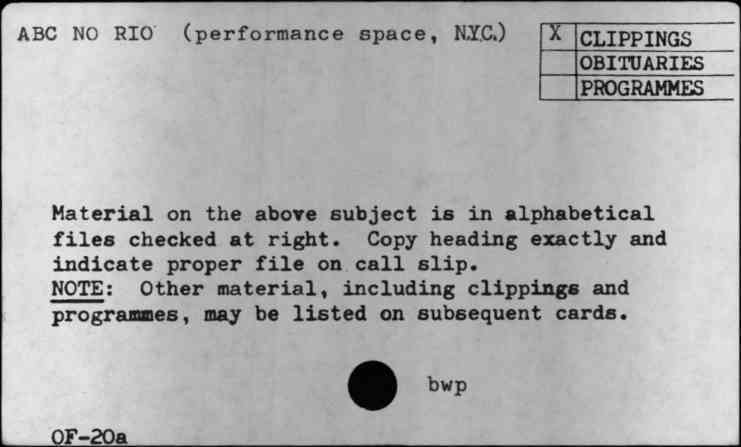 ABC NO RIO (performance space, N.Y.C.)
X CLIPPINGS
OBITUARIES
PROGRAMMES
Material on the above subject is in alphabetical
files checked at right. Copy heading exactly and
indicate proper file on call slip.
NOTE: Other material, including clippings and
programmes, may be listed on subsequent cards.
bwp
OF-20a